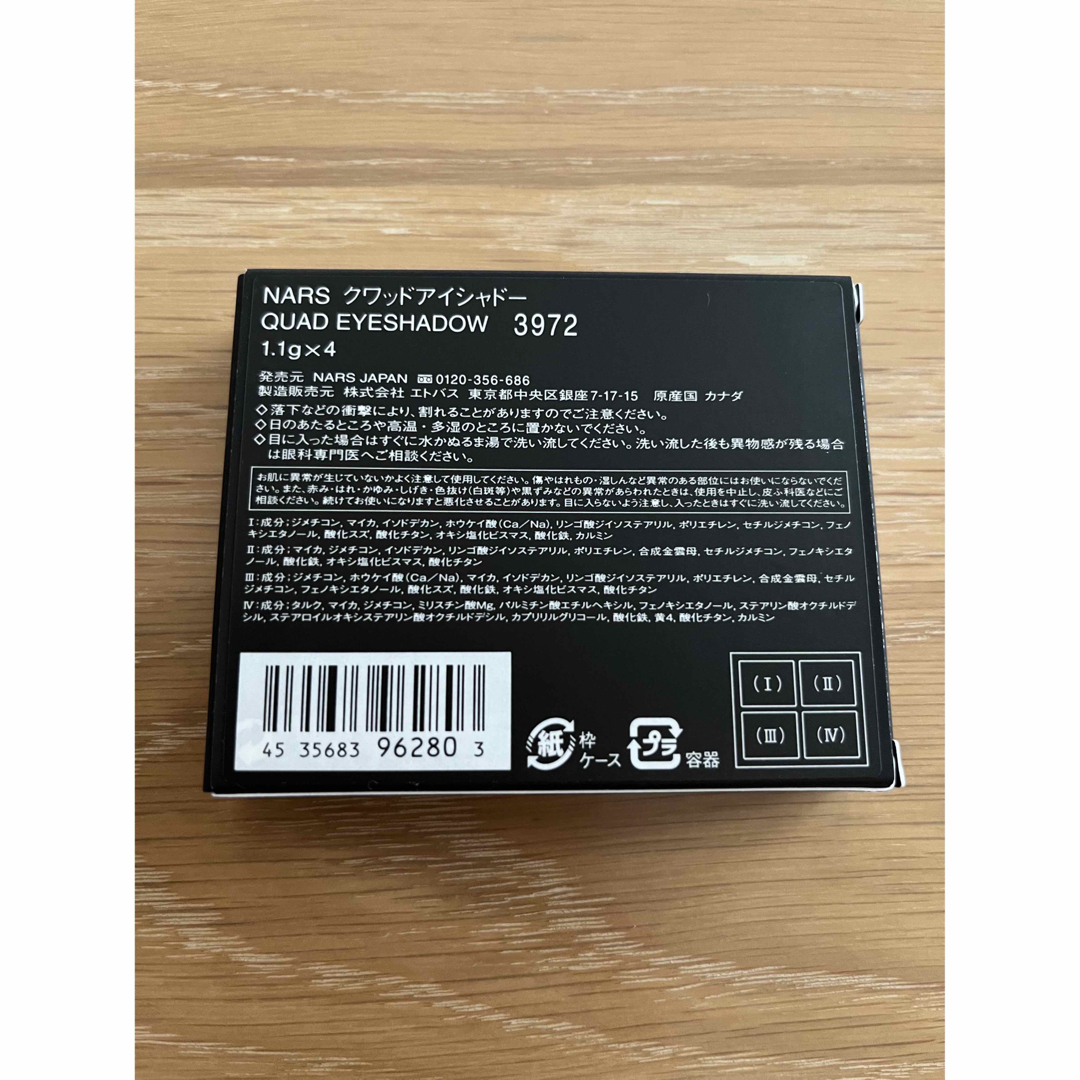 NARS クワッドアイシャドー
QUAD EYESHADOW 3972
1.1g×4
発売元 NARS JAPAN 0120-356-686
製造販売元 株式会社 エトバス 東京都中央区銀座7-17-15 原産国 カナダ
◇落下などの衝撃により、割れることがありますのでご注意ください。
◇日のあたるところや高温・多湿のところに置かないでください。
◇目に入った場合はすぐに水かぬるま湯で洗い流してください。洗い流した後も異物感が残る場合
は眼科専門医へご相談ください。
お肌に異常が生じていないかよく注意して使用してください。傷やはれもの・湿しんなど異常のある部位にはお使いにならないでくだ
さい。また、赤み・はれ・かゆみ・しげき・色抜け(白斑等)や黒ずみなどの異常があらわれたときは、使用を中止し、皮ふ科医などにご
相談ください。続けてお使いになりますと悪化させることがあります。目に入らないよう注意し、入ったときはすぐに洗い流してください。
Ⅰ:成分;ジメチコン, マイカ, イソドデカン, ホウケイ酸(Ca/Na), リンゴ酸ジイソステアリル, ポリエチレン, セチルジメチコン, フェノ
キシエタノール, 酸化スズ, 酸化チタン, オキシ塩化ビスマス, 酸化鉄, カルミン
Ⅱ:成分;マイカ, ジメチコン, イソドデカン, リンゴ酸ジイソステアリル, ポリエチレン, 合成金雲母, セチルジメチコン, フェノキシエタ
ノール, 酸化鉄, オキシ塩化ビスマス, 酸化チタン
Ⅲ:成分;ジメチコン, ホウケイ酸(Ca/Na), マイカ, イソドデカン, リンゴ酸ジイソステアリル, ポリエチレン, 合成金雲母, セチル
ジメチコン, フェノキシエタノール, 酸化スズ, 酸化鉄, オキシ塩化ビスマス, 酸化チタン
Ⅳ:成分;タルク, マイカ, ジメチコン, ミリスチン酸Mg, パルミチン酸エチルヘキシル, フェノキシエタノール, ステアリン酸オクチルドデ
シル, ステアロイルオキシステアリン酸オクチルドデシル, カプリリルグリコール, 酸化鉄, 黄4, 酸化チタン, カルミン
(Ⅰ) (Ⅱ)
(Ⅲ) (Ⅳ)
45 35683 96280 3
紙 枠
ケース
プラ 容器